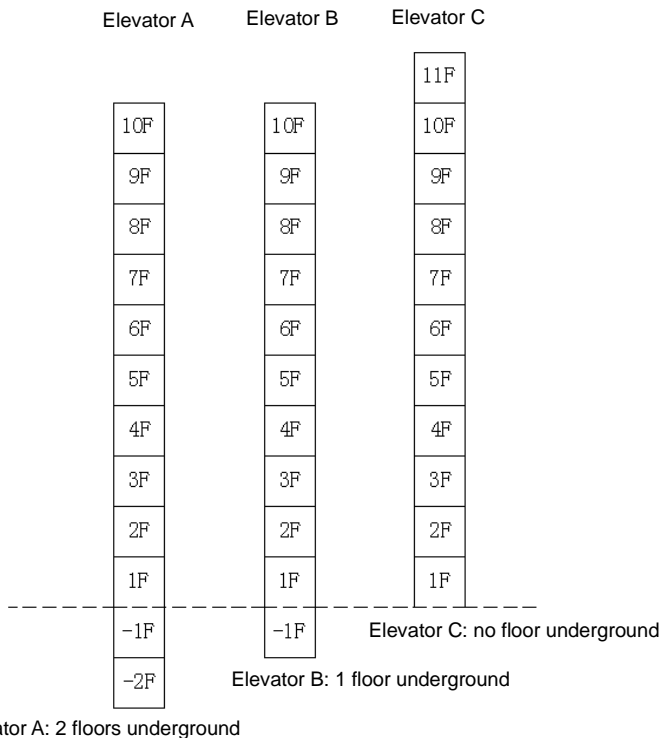 Elevator A Elevator B Elevator C
11F
10F 10F 10F
9F 9F 9F
8F 8F 8F
7F 7F 7F
6F 6F 6F
5F 5F 5F
4F 4F 4F
3F 3F 3F
2F 2F 2F
1F 1F 1F
-1F -1F Elevator C: no floor underground
-2F Elevator B: 1 floor underground
A: 2 floors underground